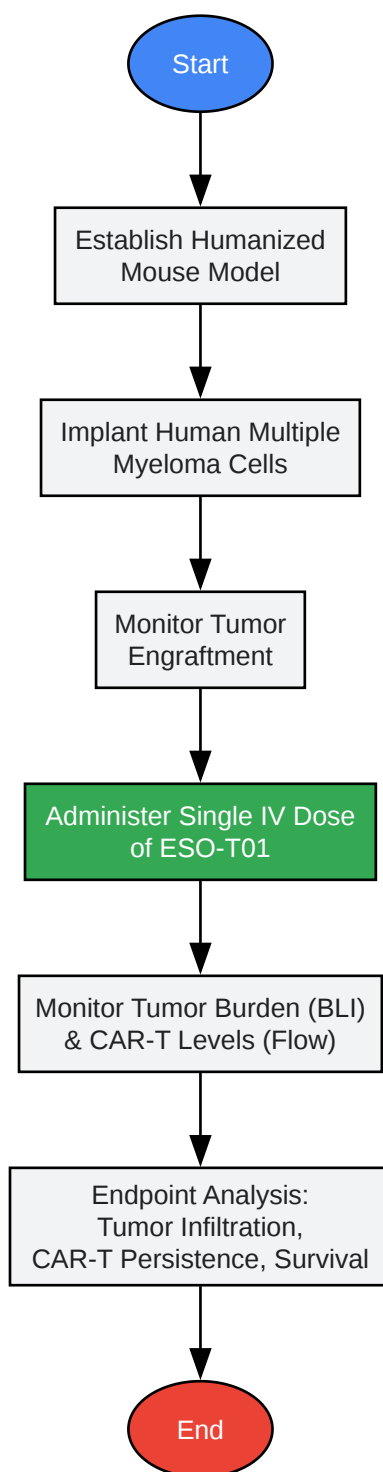 Start
Establish Humanized
Mouse Model
Implant Human Multiple
Myeloma Cells
Monitor Tumor
Engraftment
Administer Single IV Dose
of ESO-T01
Monitor Tumor Burden (BLI)
& CAR-T Levels (Flow)
Endpoint Analysis:
Tumor Infiltration,
CAR-T Persistence, Survival
End